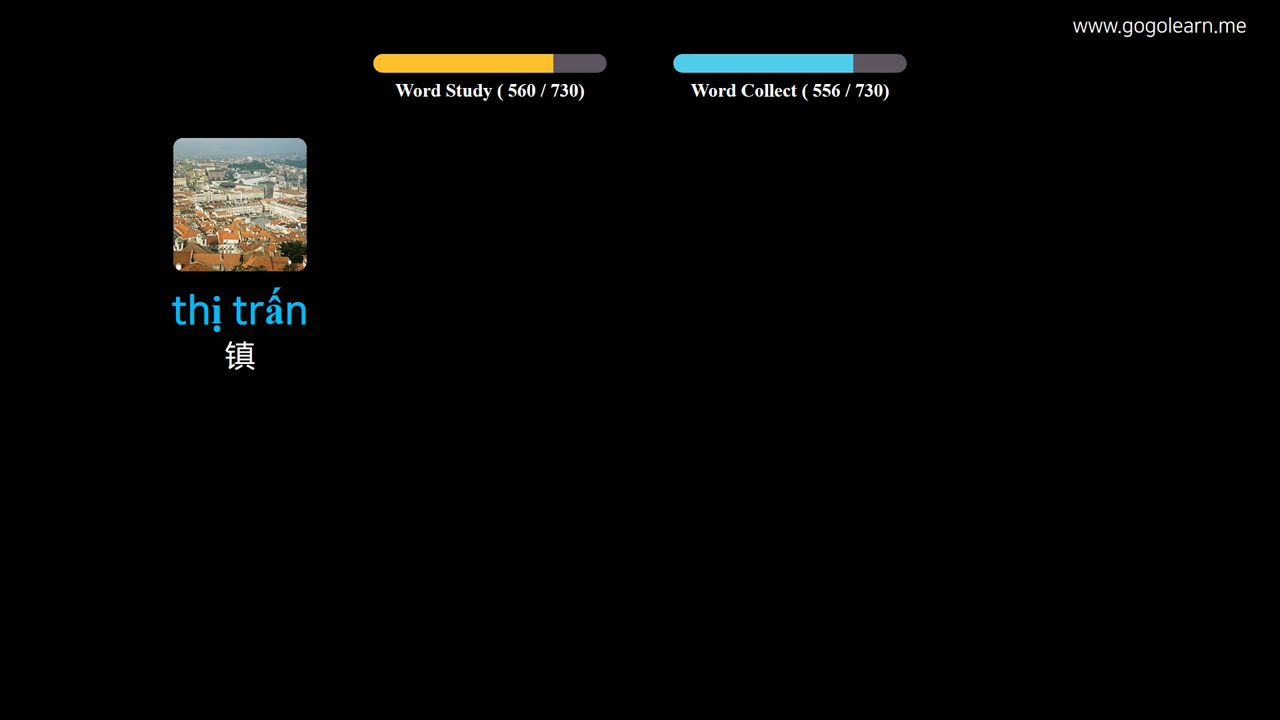 www.gogolearn.me
Word Study ( 560 / 730)
Word Collect ( 556 / 730)
thị trấn
镇